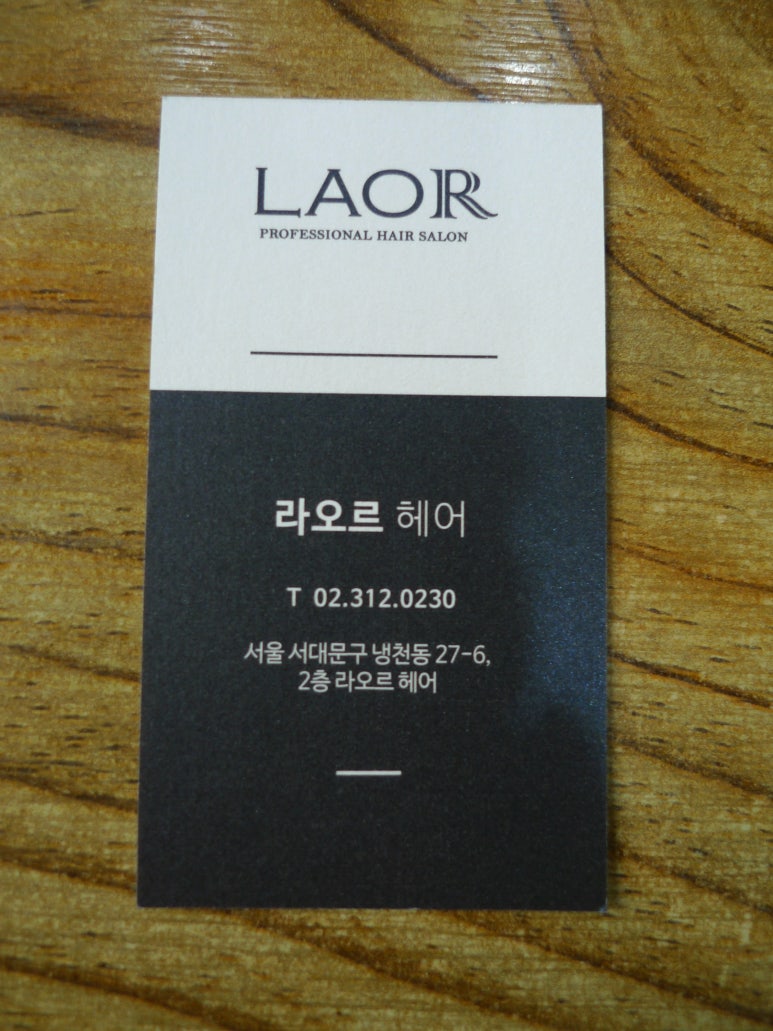 LAOR
PROFESSIONAL HAIR SALON
라오르 헤어
T 02.312.0230
서울 서대문구 냉천동 27-6,
2층 라오르 헤어